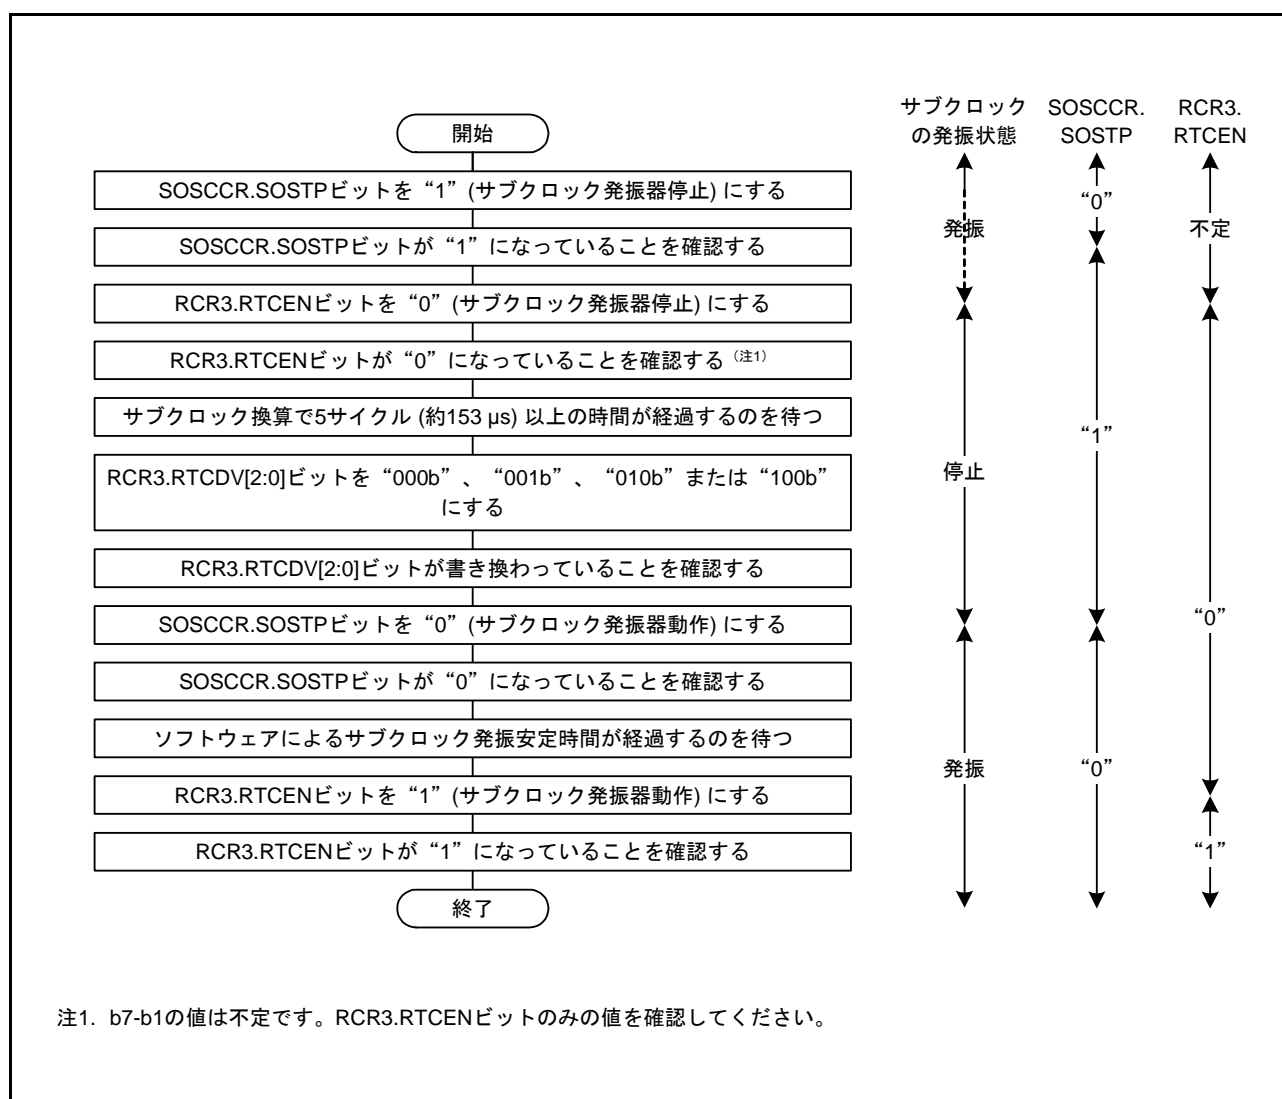 開始
SOSCCR.SOSTPビットを“1”(サブクロック発振器停止) にする
SOSCCR.SOSTPビットが“1”になっていることを確認する
RCR3.RTCENビットを“0”(サブクロック発振器停止) にする
RCR3.RTCENビットが“0”になっていることを確認する (注1)
サブクロック換算で5サイクル (約153 µs) 以上の時間が経過するのを待つ
RCR3.RTCDV[2:0]ビットを“000b”、“001b”、“010b”または“100b”
にする
RCR3.RTCDV[2:0]ビットが書き換わっていることを確認する
SOSCCR.SOSTPビットを“0”(サブクロック発振器動作) にする
SOSCCR.SOSTPビットが“0”になっていることを確認する
ソフトウェアによるサブクロック発振安定時間が経過するのを待つ
RCR3.RTCENビットを“1”(サブクロック発振器動作) にする
RCR3.RTCENビットが“1”になっていることを確認する
終了
サブクロック
の発振状態
発振
停止
発振
SOSCCR.
SOSTP
“0”
“1”
“0”
RCR3.
RTCEN
不定
“0”
“1”
注1. b7-b1の値は不定です。RCR3.RTCENビットのみの値を確認してください。